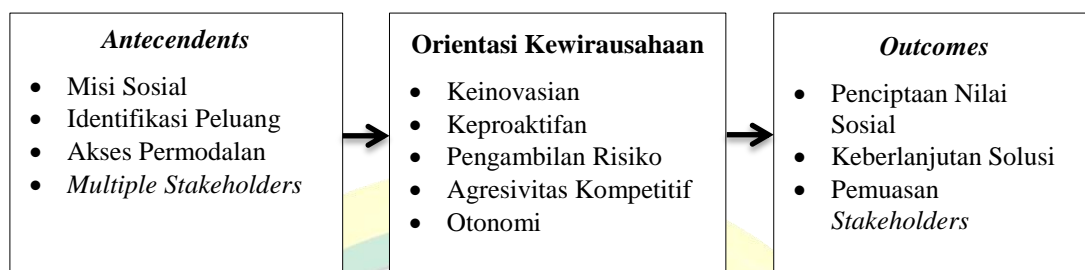 Antecendents
• Misi Sosial
• Identifikasi Peluang
• Akses Permodalan
• Multiple Stakeholders
Orientasi Kewirausahaan
• Keinovasian
• Keproaktifan
• Pengambilan Risiko
• Agresivitas Kompetitif
• Otonomi
Outcomes
• Penciptaan Nilai
Sosial
• Keberlanjutan Solusi
• Pemuasan
Stakeholders